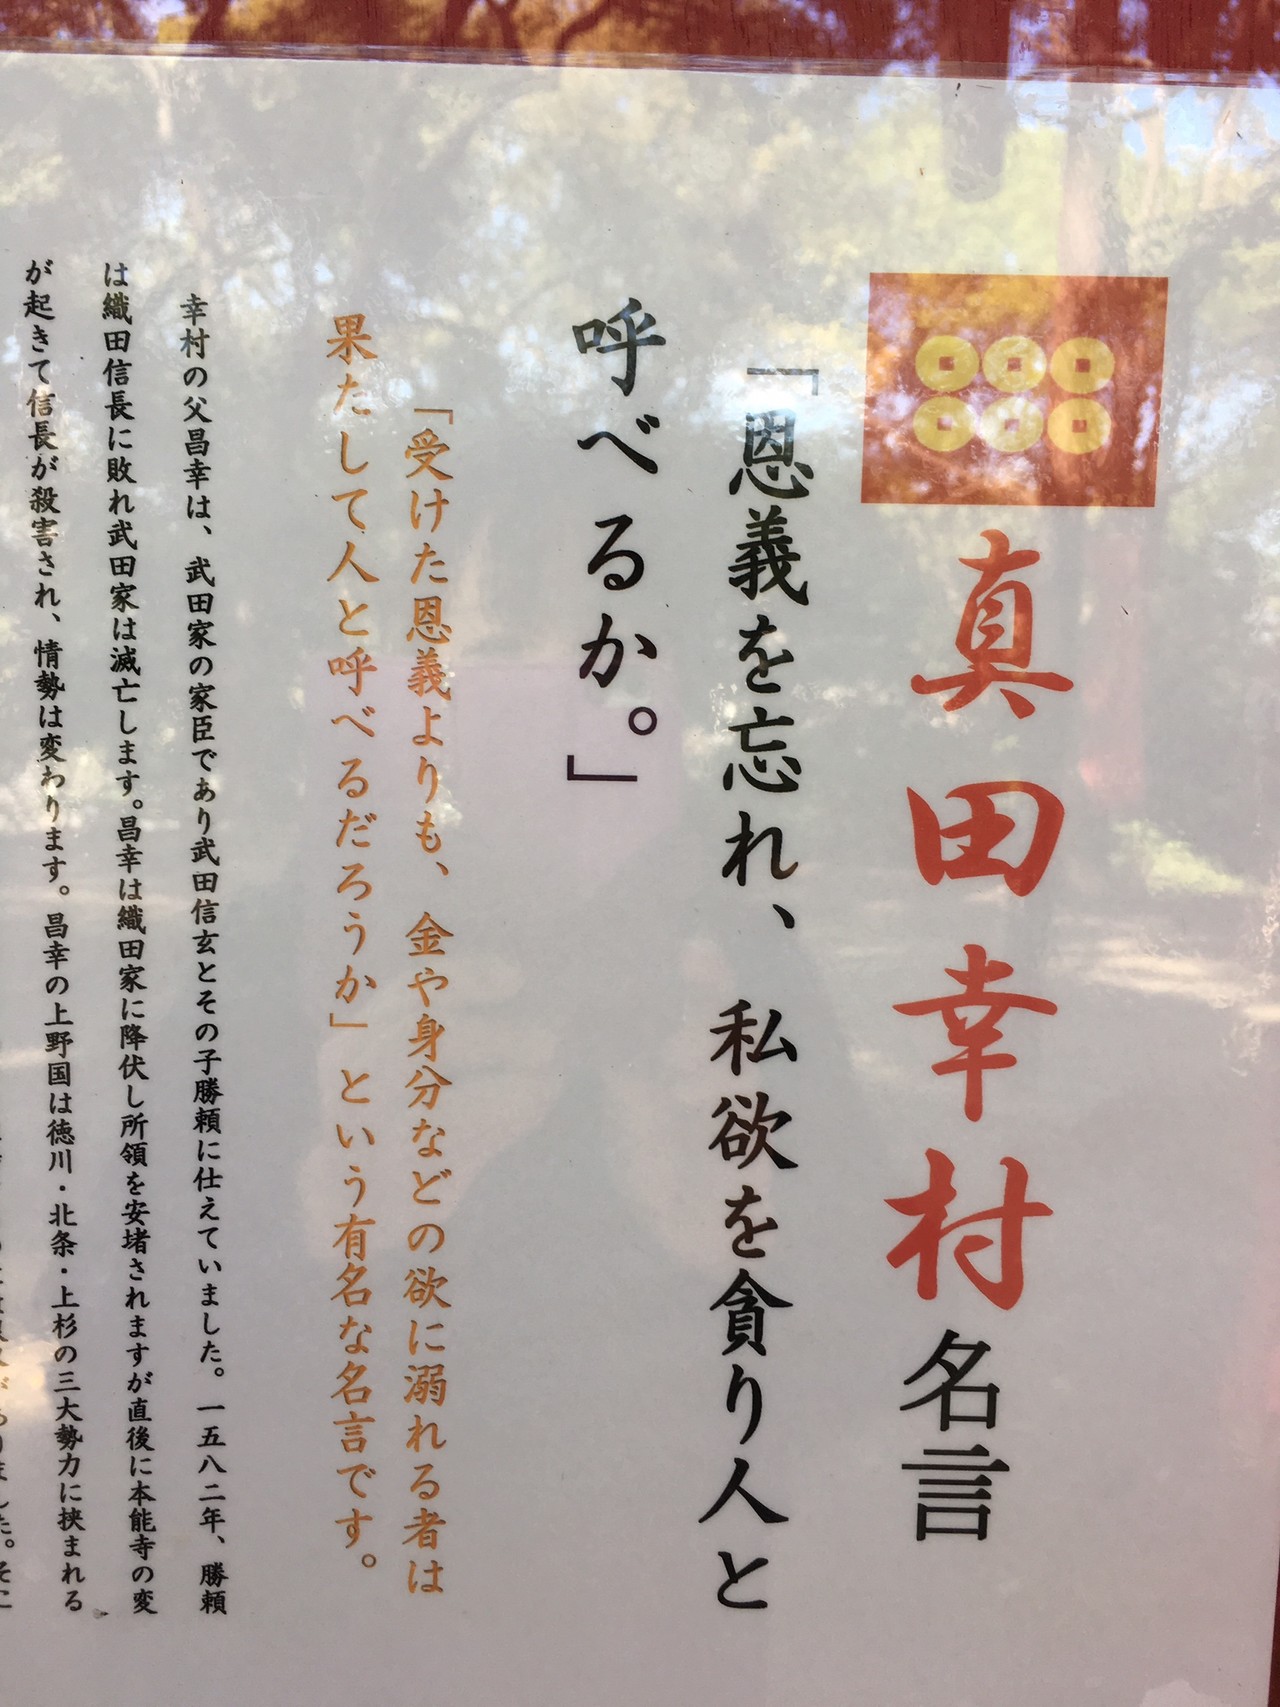 真田幸村名言
「恩義を忘れ、私欲を貪り人と
呼べるか。」
「受けた恩義よりも、金や身分などの欲に溺れる者は
果たして人と呼べるだろうか」という有名な名言です。
幸村の父昌幸は、武田家の家臣であり武田信玄とその子勝頼に仕えていました。一五八二年、勝頼
は織田信長に敗れ武田家は滅亡します。昌幸は織田家に降伏し所領を安堵されますが直後に本能寺の変
が起きて信長が殺害され、情勢は変わります。昌幸の上野国は徳川・北条・上杉の三大勢力に挟まれる